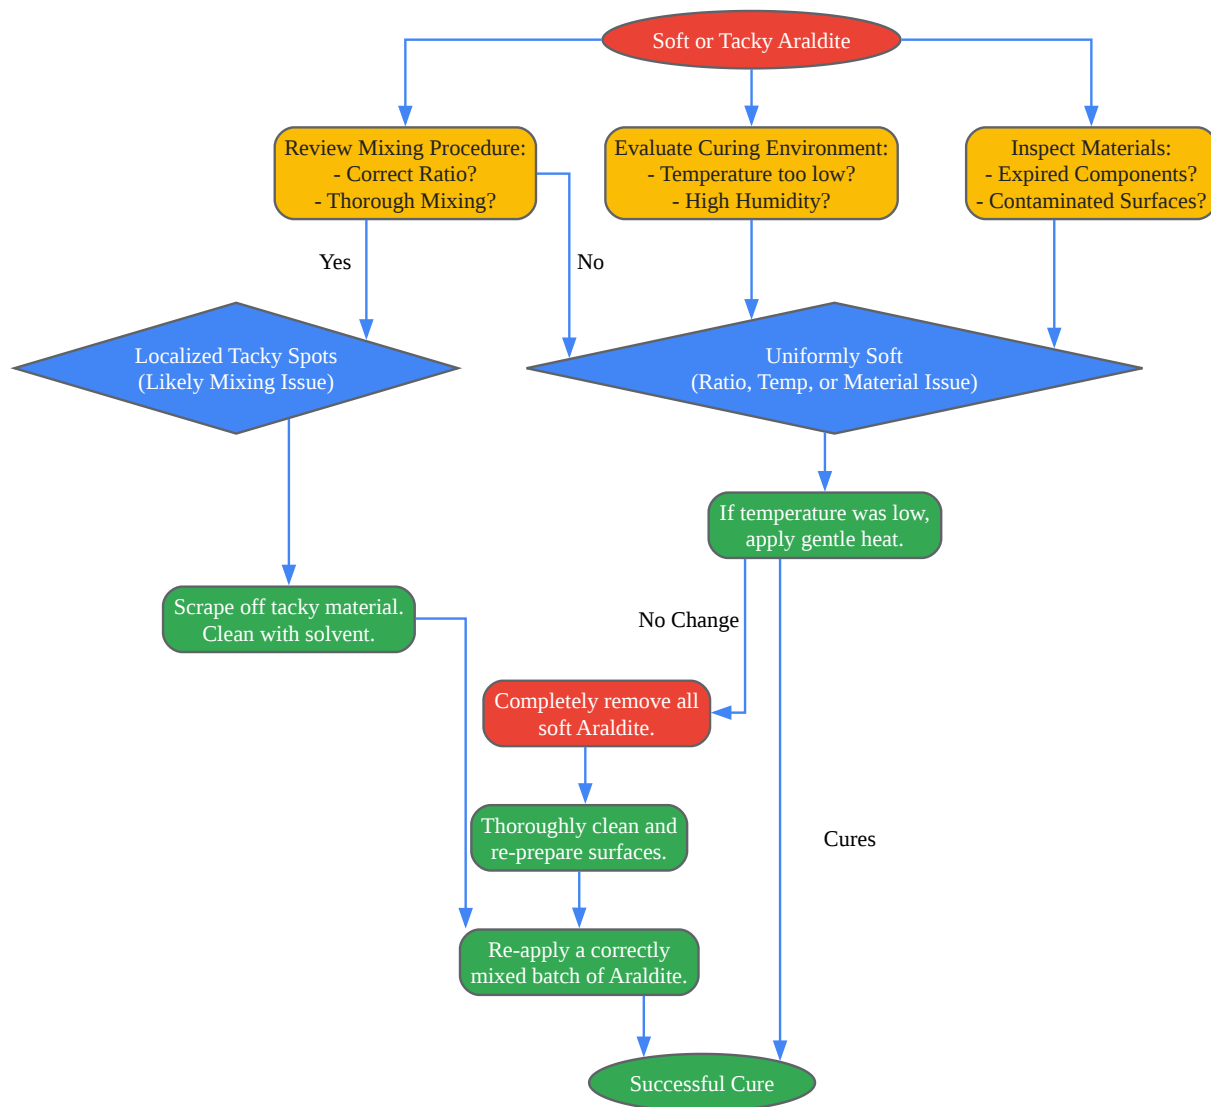 Soft or Tacky Araldite
Review Mixing Procedure:
- Correct Ratio?
- Thorough Mixing?
Evaluate Curing Environment:
- Temperature too low?
- High Humidity?
Inspect Materials:
- Expired Components?
- Contaminated Surfaces?
Yes
No
Localized Tacky Spots
(Likely Mixing Issue)
Uniformly Soft
(Ratio, Temp, or Material Issue)
If temperature was low,
apply gentle heat.
Scrape off tacky material.
Clean with solvent.
No Change
Completely remove all
soft Araldite.
Thoroughly clean and
re-prepare surfaces.
Cures
Re-apply a correctly
mixed batch of Araldite.
Successful Cure